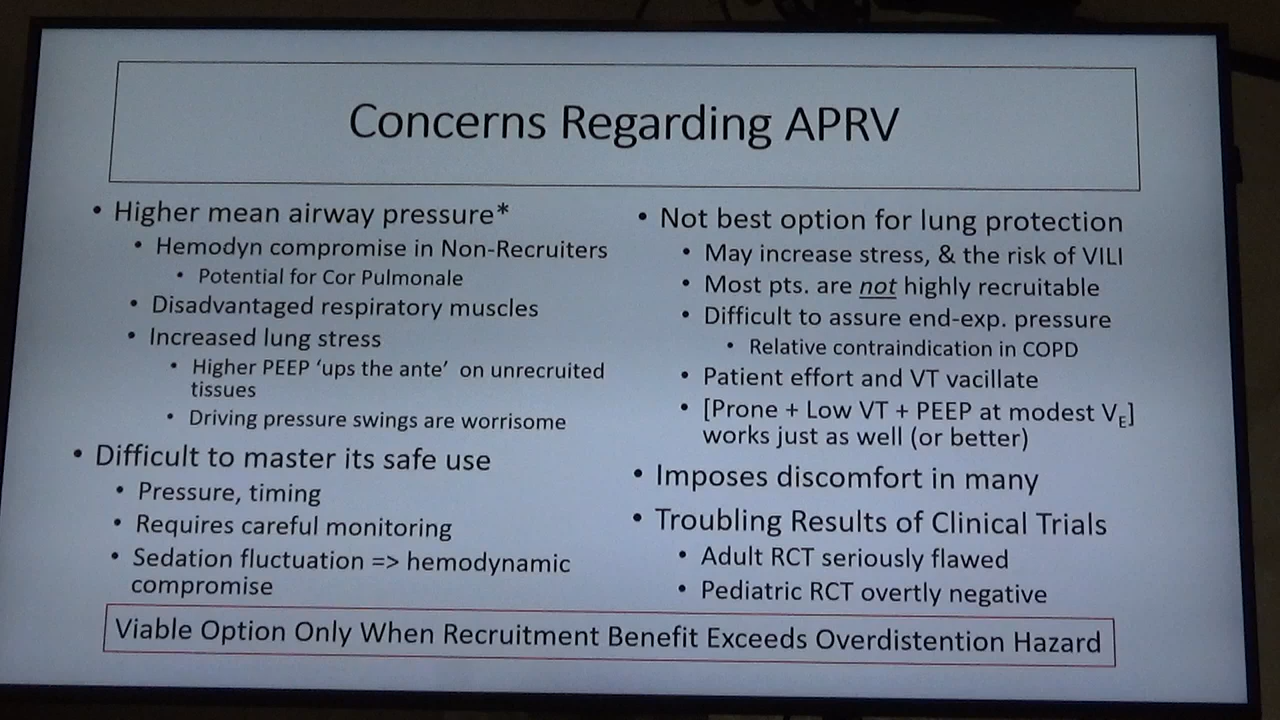 Concerns Regarding APRV
• Higher mean airway pressure*
• Hemodyn compromise in Non-Recruiters
• Potential for Cor Pulmonale
• Disadvantaged respiratory muscles
• Increased lung stress
• Higher PEEP ‘ups the ante’ on unrecruited
tissues
• Driving pressure swings are worrisome
• Difficult to master its safe use
• Pressure, timing
• Requires careful monitoring
• Sedation fluctuation => hemodynamic
compromise
• Not best option for lung protection
• May increase stress, & the risk of VILI
• Most pts. are not highly recruitable
• Difficult to assure end-exp. pressure
• Relative contraindication in COPD
• Patient effort and VT vacillate
• [Prone + Low VT + PEEP at modest VE]
works just as well (or better)
• Imposes discomfort in many
• Troubling Results of Clinical Trials
• Adult RCT seriously flawed
• Pediatric RCT overtly negative
Viable Option Only When Recruitment Benefit Exceeds Overdistention Hazard